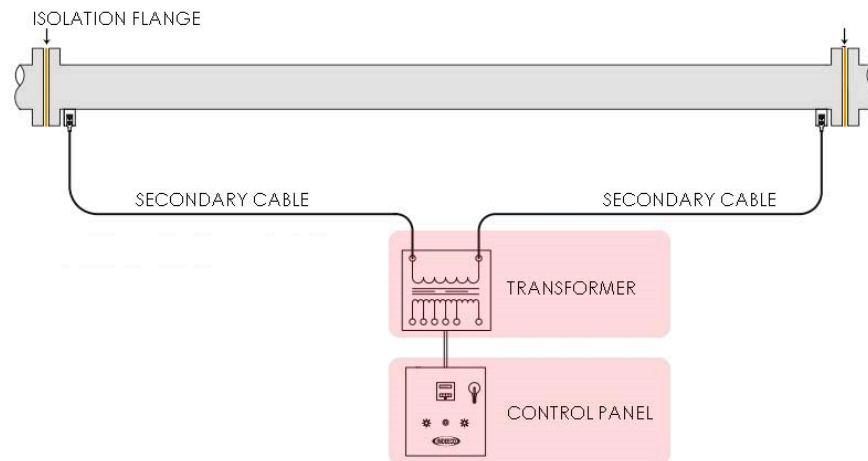 ISOLATION FLANGE
SECONDARY CABLE
SECONDARY CABLE
TRANSFORMER
CONTROL PANEL